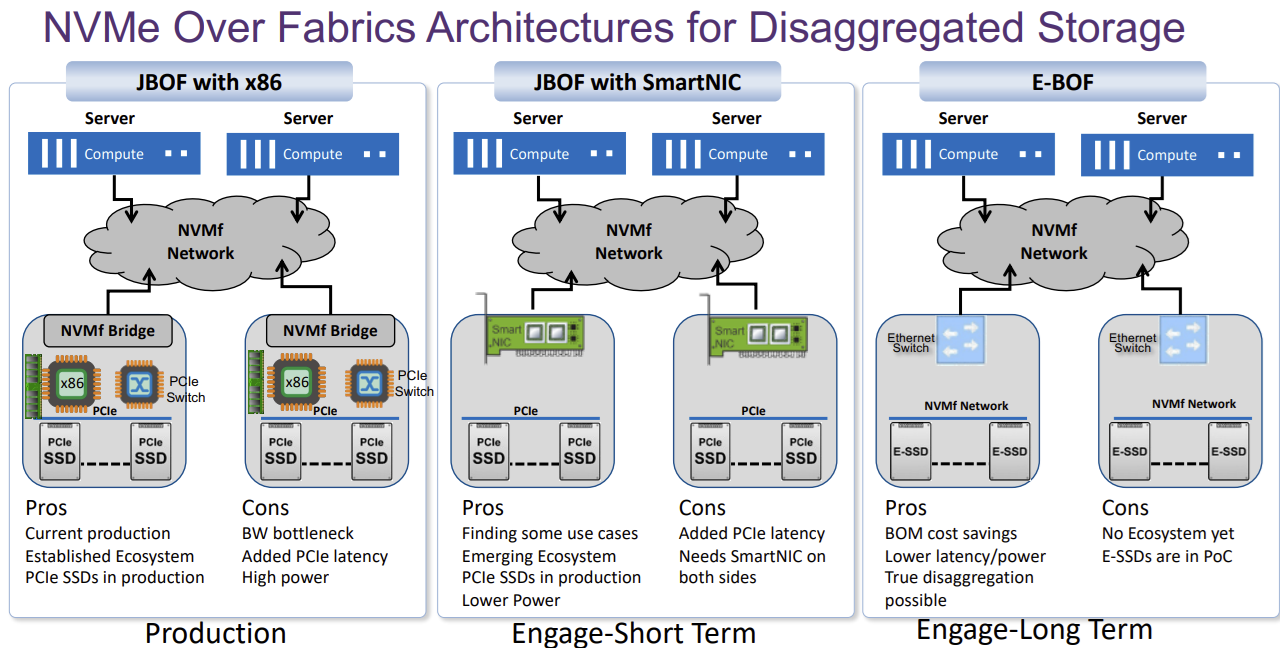 NVMe Over Fabrics Architectures for Disaggregated Storage
JBOF with x86
Server
Server
Compute
Compute
NVMf
Network
NVMf Bridge
NVMf Bridge
x86
PCIe
Switch
x86
PCIe
Switch
PCIe
PCIe
PCIe
SSD
PCIe
SSD
PCIe
SSD
PCIe
SSD
Pros
Current production
Established Ecosystem
PCIe SSDs in production
Cons
BW bottleneck
Added PCIe latency
High power
Production
JBOF with SmartNIC
Server
Server
Compute
Compute
NVMf
Network
Smart
NIC
Smart
NIC
PCIe
PCIe
PCIe
SSD
PCIe
SSD
PCIe
SSD
PCIe
SSD
Pros
Finding some use cases
Emerging Ecosystem
PCIe SSDs in production
Lower Power
Cons
Added PCIe latency
Needs SmartNIC on
both sides
Engage-Short Term
E-BOF
Server
Server
Compute
Compute
NVMf
Network
Ethernet
Switch
Ethernet
Switch
NVMf Network
NVMf Network
E-SSD
E-SSD
E-SSD
E-SSD
Pros
BOM cost savings
Lower latency/power
True disaggregation
possible
Cons
No Ecosystem yet
E-SSDs are in PoC
Engage-Long Term